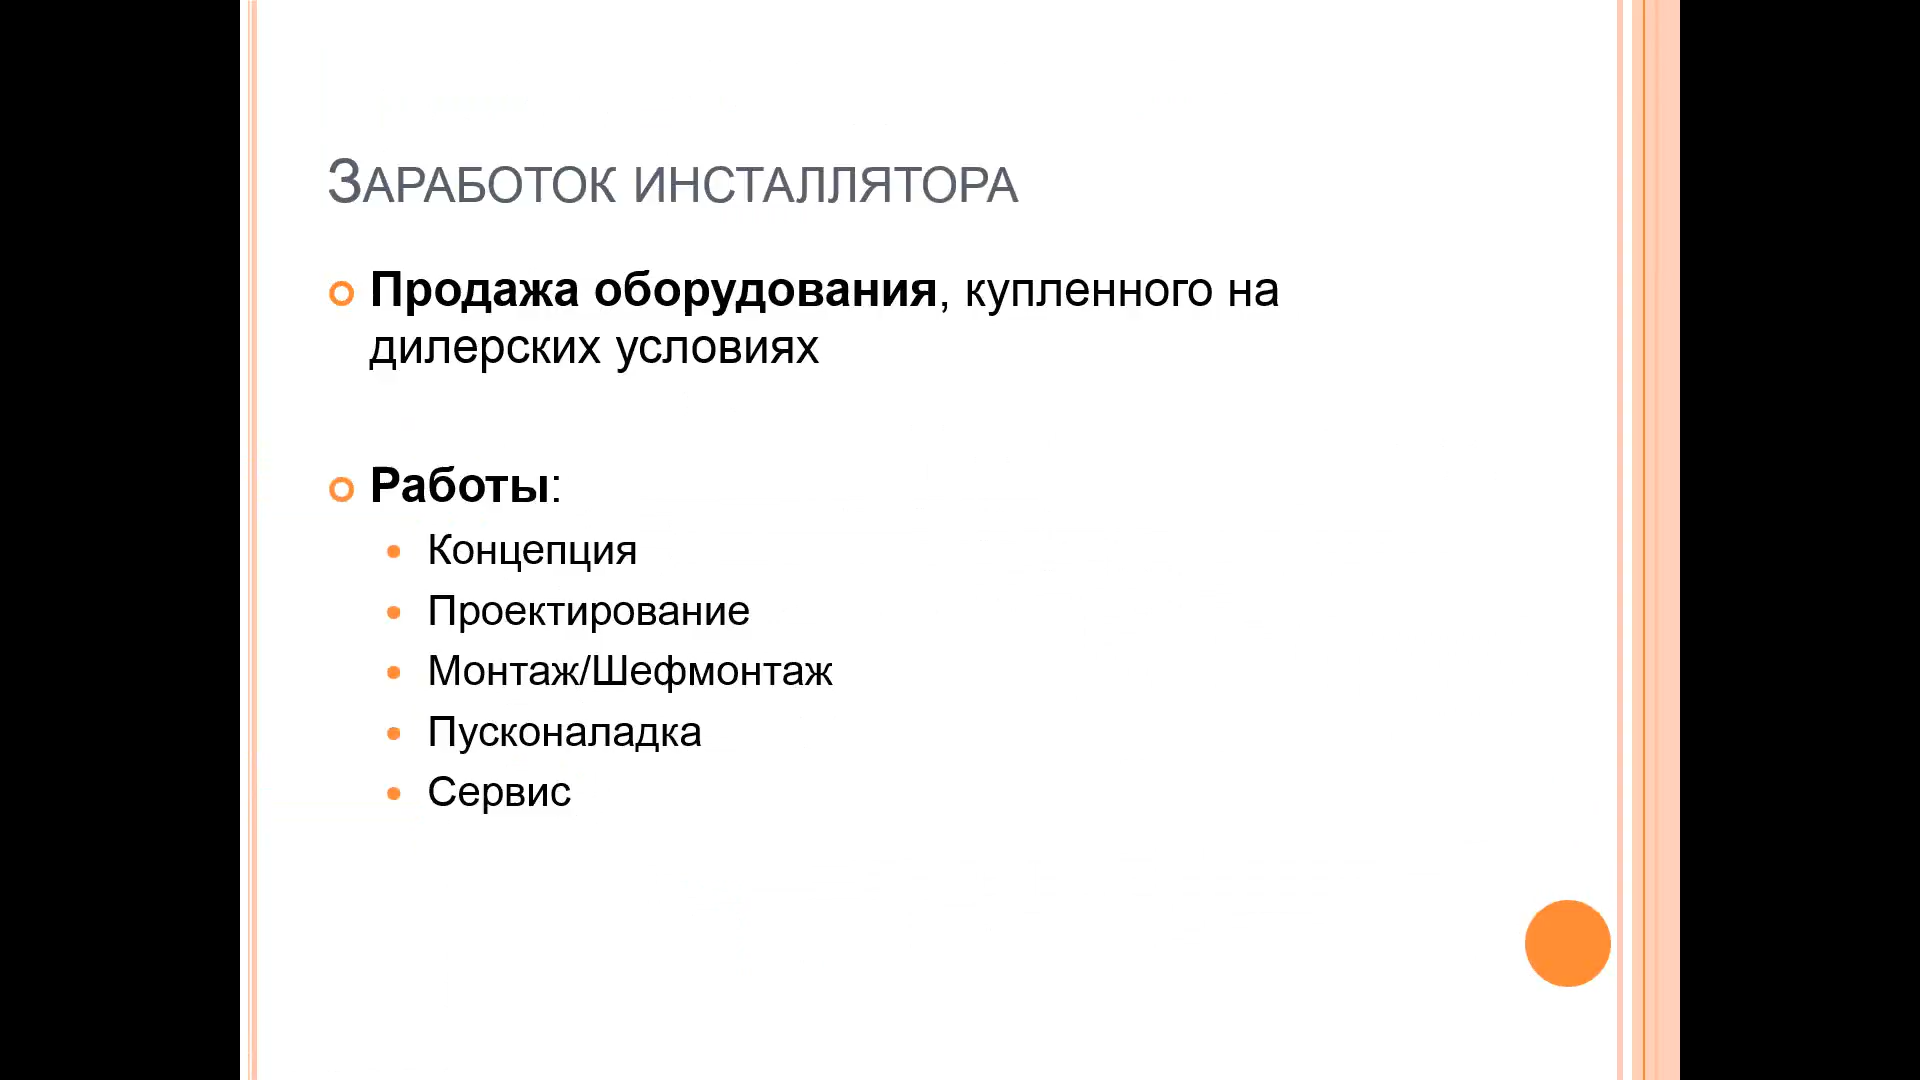 Заработок инсталлятора
Продажа оборудования, купленного на
дилерских условиях
Работы:
Концепция
Проектирование
Монтаж/Шефмонтаж
Пусконаладка
Сервис